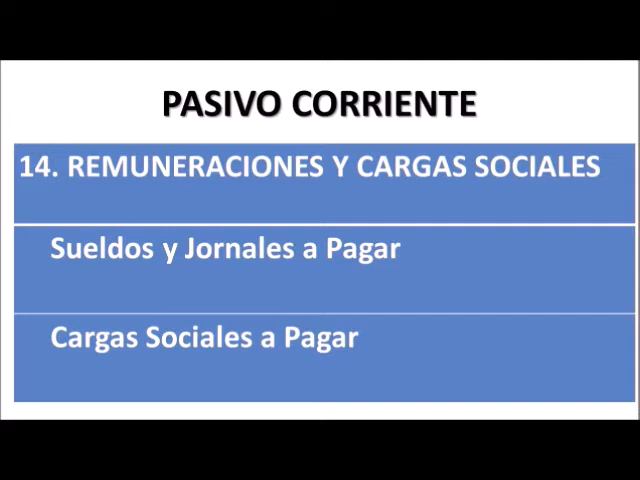 PASIVO CORRIENTE
14. REMUNERACIONES Y CARGAS SOCIALES
Sueldos y Jornales a Pagar
Cargas Sociales a Pagar